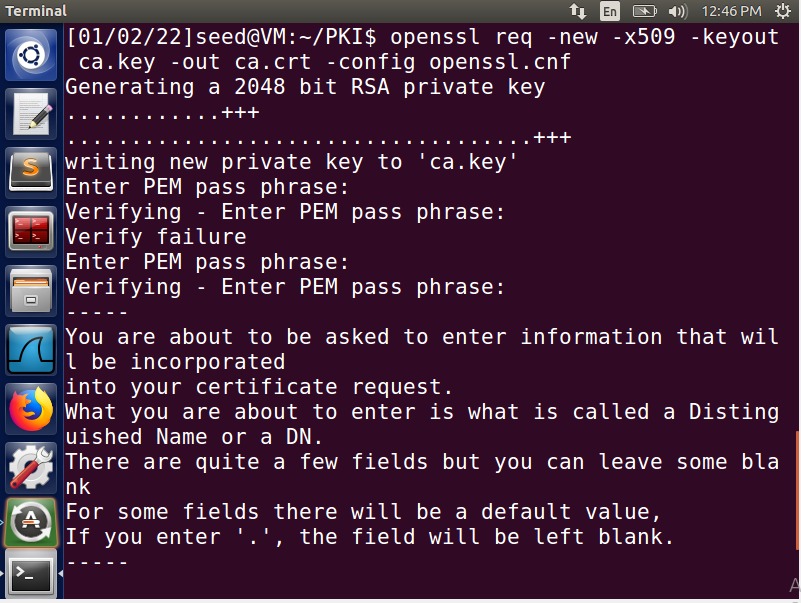 Terminal
En
12:46 PM
[01/02/22]seed@VM:~/PKI$ openssl req -new -x509 -keyout
ca.key -out ca.crt -config openssl.cnf
Generating a 2048 bit RSA private key
............+++
....................................+++
writing new private key to 'ca.key'
Enter PEM pass phrase:
Verifying - Enter PEM pass phrase:
Verify failure
Enter PEM pass phrase:
Verifying - Enter PEM pass phrase:
-----
You are about to be asked to enter information that wil
l be incorporated
into your certificate request.
What you are about to enter is what is called a Disting
uished Name or a DN.
There are quite a few fields but you can leave some bla
nk
For some fields there will be a default value,
If you enter '.', the field will be left blank.
-----